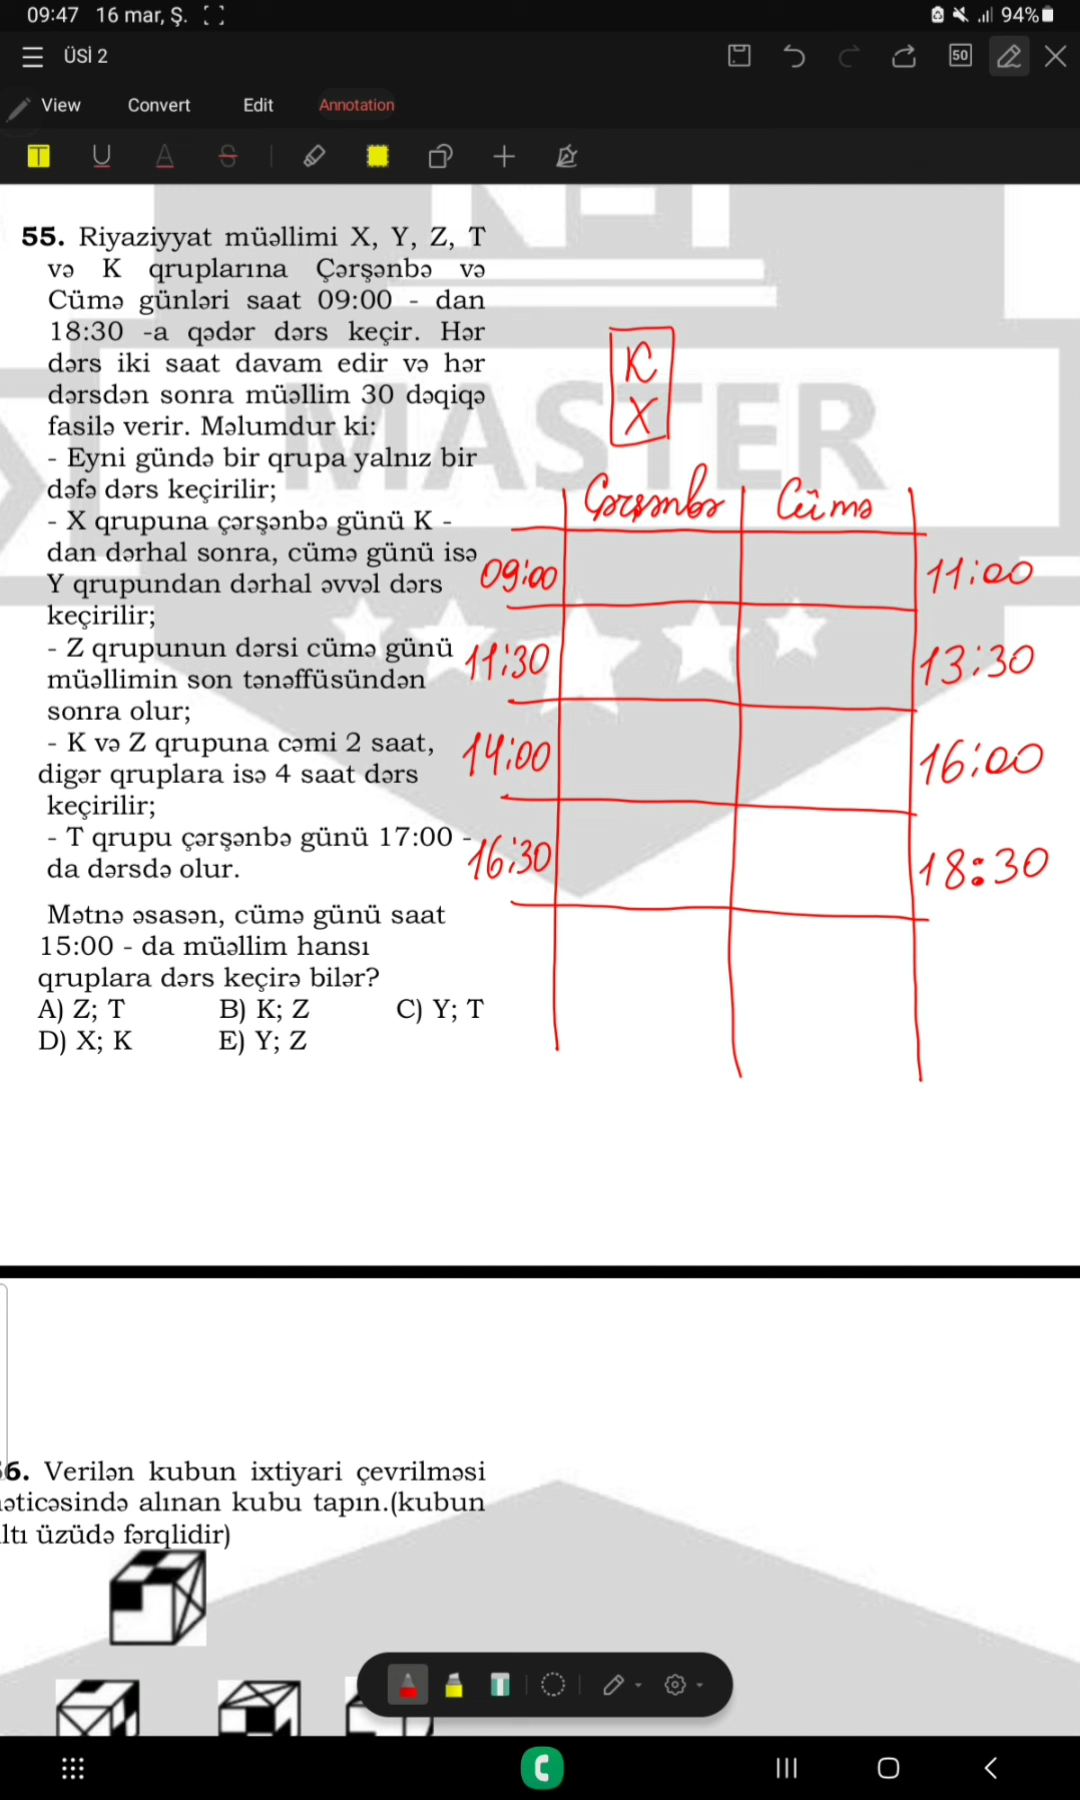 09:47 16 mar, Ş.
94%
ÜSİ 2
50
View Convert Edit Annotation
T U A S
MASTER
55. Riyaziyyat müəllimi X, Y, Z, T
və K qruplarına Çərşənbə və
Cümə günləri saat 09:00 - dan
18:30 -a qədər dərs keçir. Hər
dərs iki saat davam edir və hər
dərsdən sonra müəllim 30 dəqiqə
fasilə verir. Məlumdur ki:
- Eyni gündə bir qrupa yalnız bir
dəfə dərs keçirilir;
- X qrupuna çərşənbə günü K -
dan dərhal sonra, cümə günü isə
Y qrupundan dərhal əvvəl dərs
keçirilir;
- Z qrupunun dərsi cümə günü
müəllimin son tənəffüsündən
sonra olur;
- K və Z qrupuna cəmi 2 saat,
digər qruplara isə 4 saat dərs
keçirilir;
- T qrupu çərşənbə günü 17:00 -
da dərsdə olur.
Mətnə əsasən, cümə günü saat
15:00 - da müəllim hansı
qruplara dərs keçirə bilər?
A) Z; T B) K; Z C) Y; T
D) X; K E) Y; Z
K
X
Çərşənbə Cümə
09:00 11:00
11:30 13:30
14:00 16:00
16:30 18:30
6. Verilən kubun ixtiyari çevrilməsi
əticəsində alınan kubu tapın.(kubun
ltı üzüdə fərqlidir)